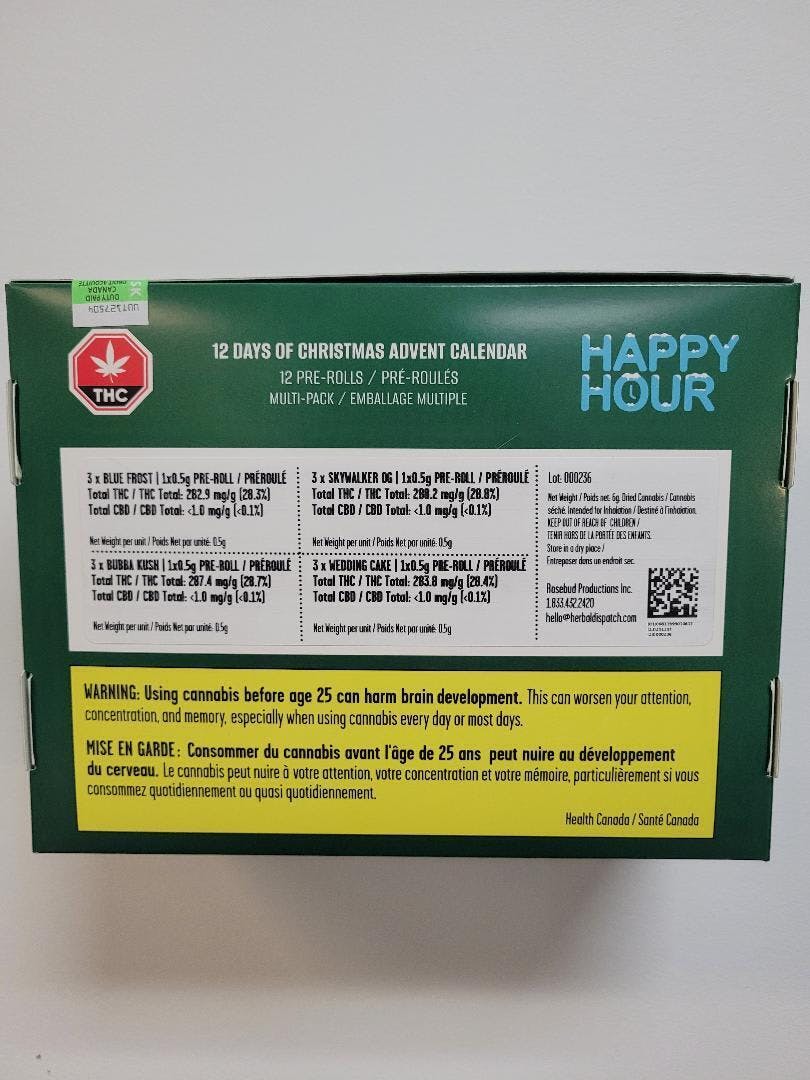 SK
DROIT ACQUITTÉ
CANADA
DUTY PAID
THC
12 DAYS OF CHRISTMAS ADVENT CALENDAR
12 PRE-ROLLS / PRÉ-ROULÉS
MULTI-PACK / EMBALLAGE MULTIPLE
HAPPY
HOUR
3 x BLUE FROST | 1x0.5g PRE-ROLL / PRÉROULÉ
Total THC / THC Total: 282.9 mg/g (28.3%)
Total CBD / CBD Total: <1.0 mg/g (<0.1%)
Net Weight per unit / Poids Net par unité: 0.5g
3 x SKYWALKER OG | 1x0.5g PRE-ROLL / PRÉROULÉ
Total THC / THC Total: 288.2 mg/g (28.8%)
Total CBD / CBD Total: <1.0 mg/g (<0.1%)
Net Weight per unit / Poids Net par unité: 0.5g
3 x BUBBA KUSH | 1x0.5g PRE-ROLL / PRÉROULÉ
Total THC / THC Total: 287.4 mg/g (28.7%)
Total CBD / CBD Total: <1.0 mg/g (<0.1%)
Net Weight per unit / Poids Net par unité: 0.5g
3 x WEDDING CAKE | 1x0.5g PRE-ROLL / PRÉROULÉ
Total THC / THC Total: 283.8 mg/g (28.4%)
Total CBD / CBD Total: <1.0 mg/g (<0.1%)
Net Weight per unit / Poids Net par unité: 0.5g
Lot: 000236
Net Weight / Poids net: 6g. Dried Cannabis / Cannabis
séché. Intended for Inhalation / Destiné à l'inhalation.
KEEP OUT OF REACH OF CHILDREN /
TENIR HORS DE LA PORTÉE DES ENFANTS.
Store in a dry place /
Entreposer dans un endroit sec.
Rosebud Productions Inc.
1.833.432.2420
hello@herbaldispatch.com
WARNING: Using cannabis before age 25 can harm brain development. This can worsen your attention,
concentration, and memory, especially when using cannabis every day or most days.
MISE EN GARDE : Consommer du cannabis avant l'âge de 25 ans peut nuire au développement
du cerveau. Le cannabis peut nuire à votre attention, votre concentration et votre mémoire, particulièrement si vous
consommez quotidiennement ou quasi quotidiennement.
Health Canada / Santé Canada